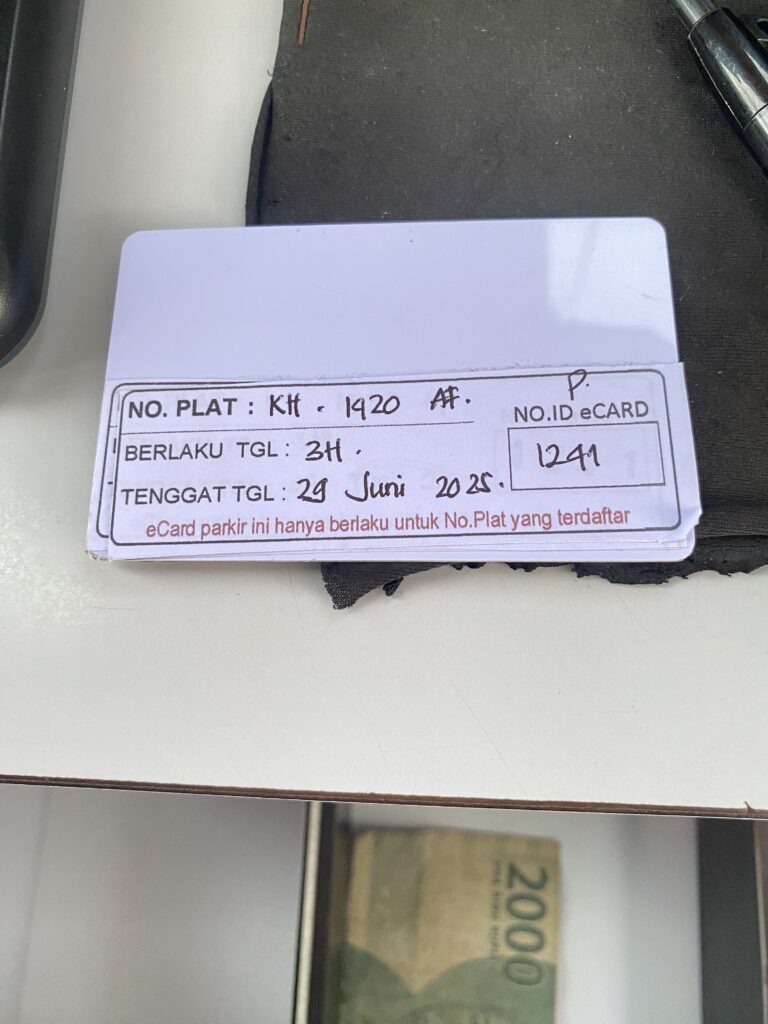 NO. PLAT : KH . 1920 AF.
P.
NO.ID eCARD
BERLAKU TGL : 3H .
1241
TENGGAT TGL : 29 Juni 2025.
eCard parkir ini hanya berlaku untuk No.Plat yang terdaftar
2000